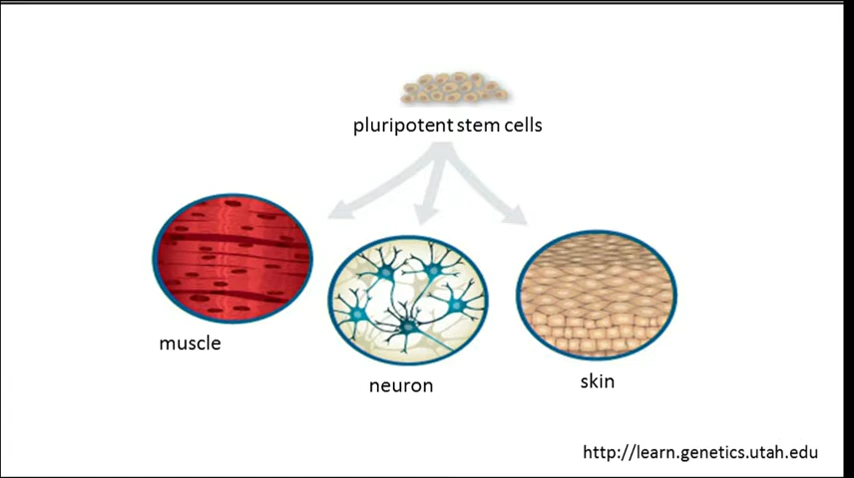 pluripotent stem cells
muscle
neuron
skin
http://learn.genetics.utah.edu